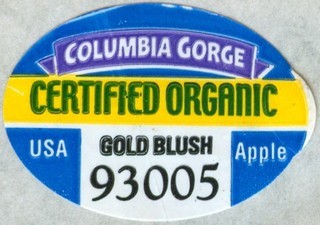 COLUMBIA GORGE
CERTIFIED ORGANIC
USA GOLD BLUSH Apple
93005